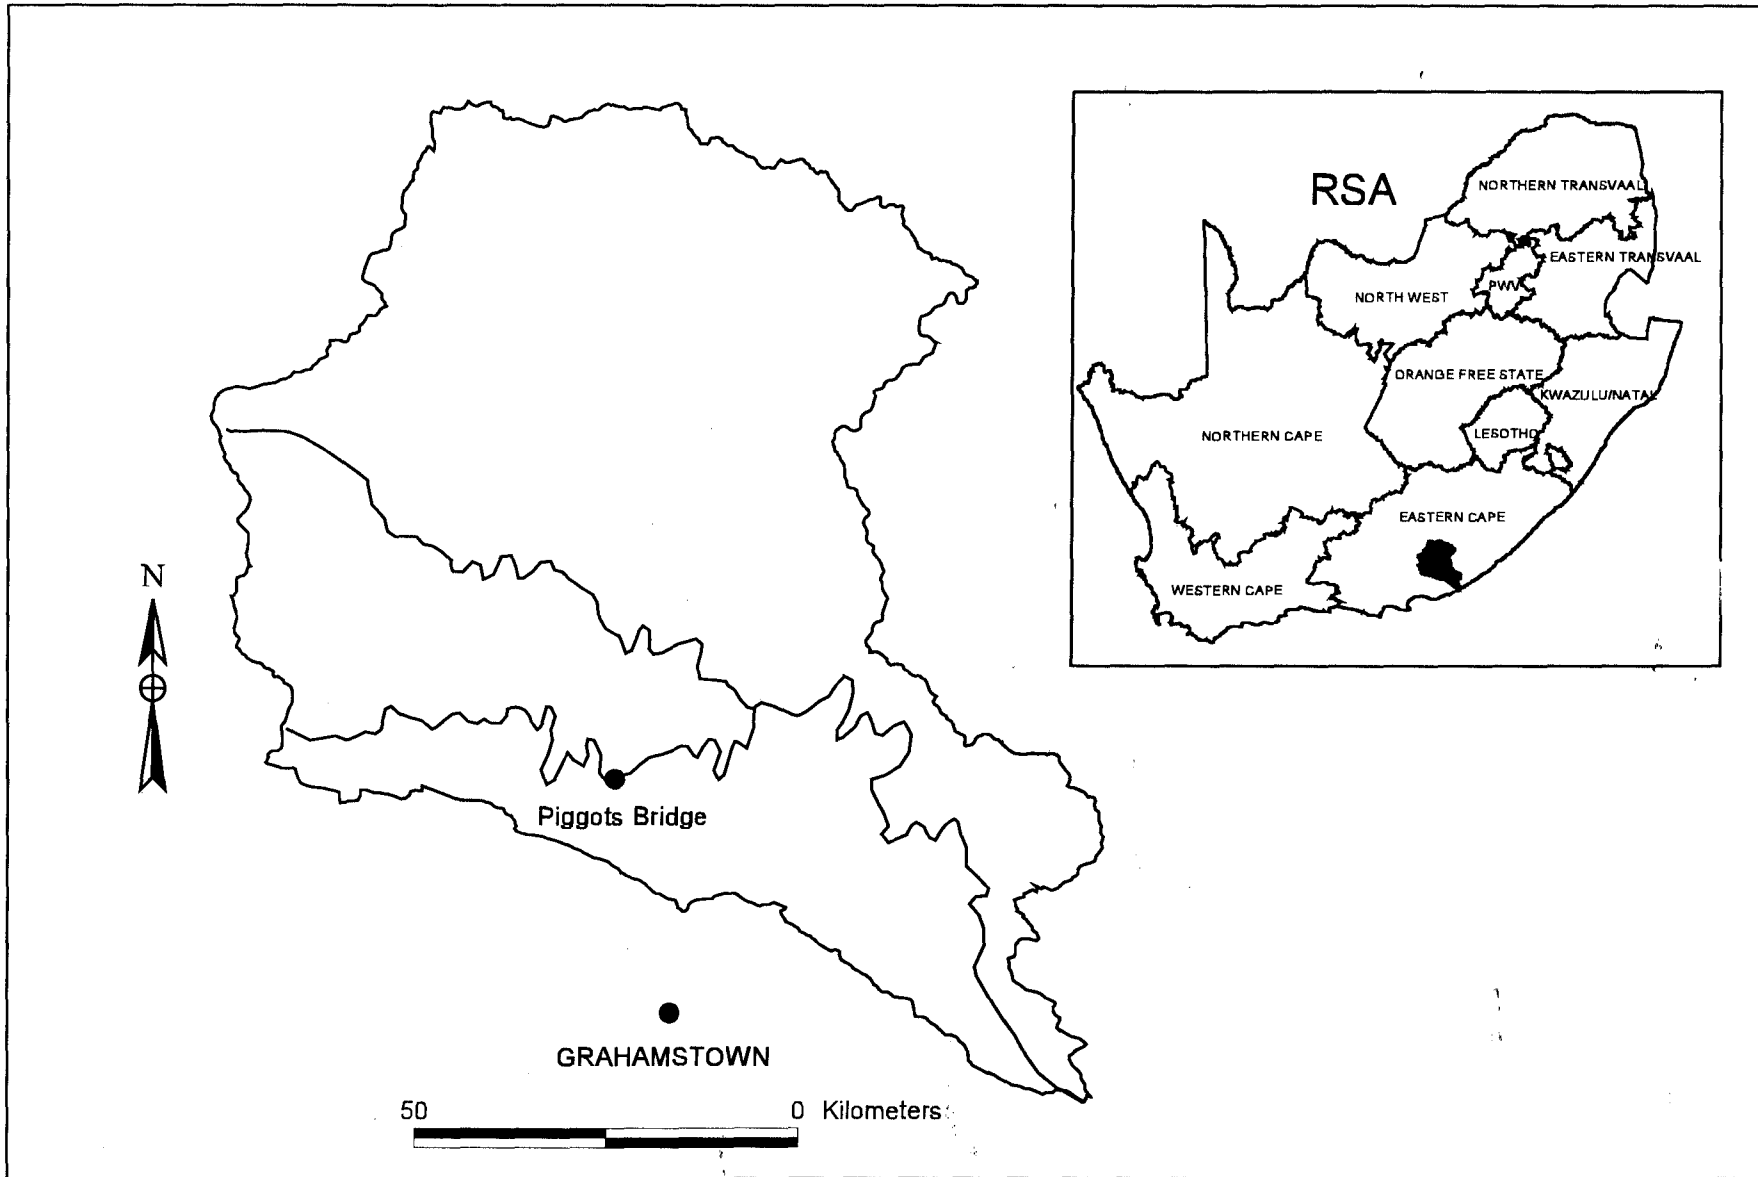 RSA
NORTHERN TRANSVAAL
EASTERN TRANSVAAL
PWV
NORTH WEST
ORANGE FREE STATE
KWAZULU/NATAL
LESOTHO
NORTHERN CAPE
EASTERN CAPE
WESTERN CAPE
N
Piggots Bridge
GRAHAMSTOWN
50 0 Kilometers